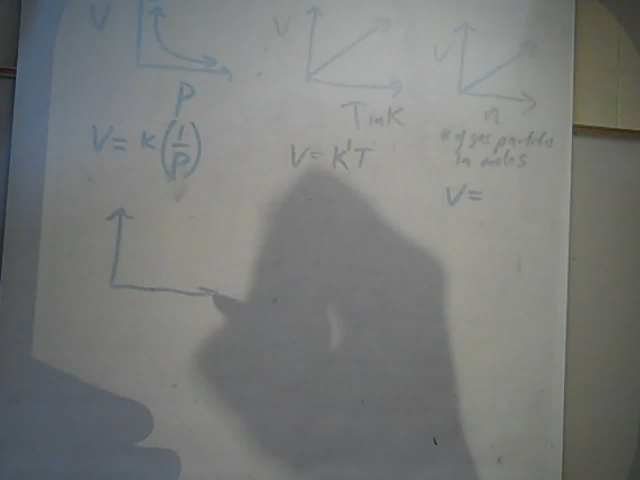 V
P
V = k(1/P)
V
T in K
V = k'T
V
n
# of gas particles
in moles
V =